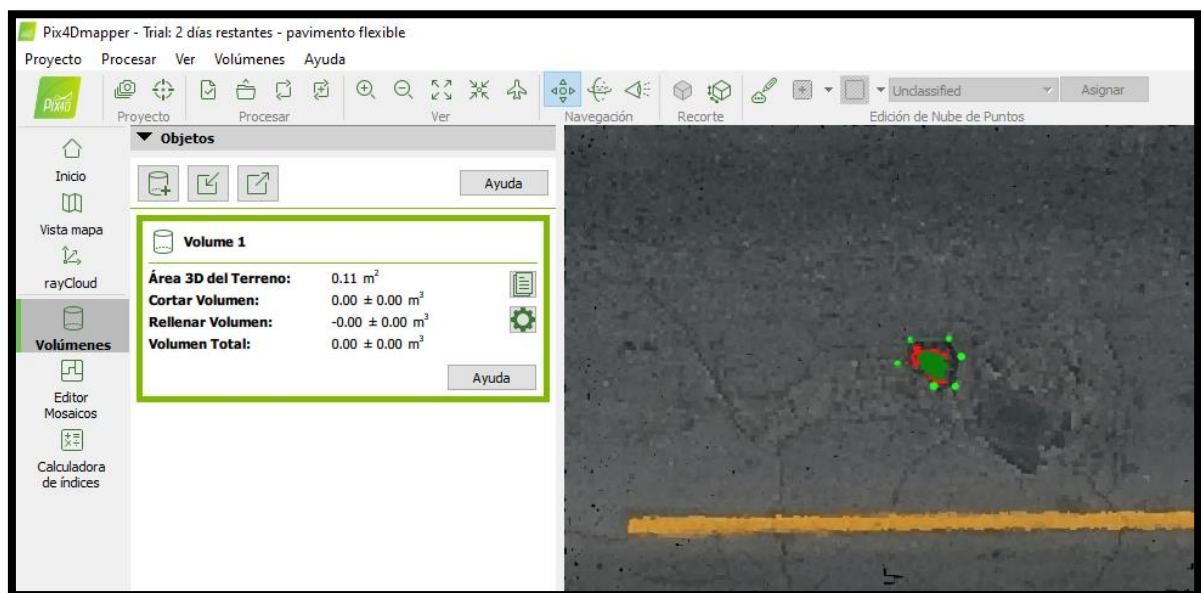 Pix4Dmapper - Trial: 2 días restantes - pavimento flexible
Proyecto Procesar Ver Volúmenes Ayuda
PIX4D
Unclassified Asignar
Proyecto Procesar Ver Navegación Recorte Edición de Nube de Puntos
Inicio
Vista mapa
rayCloud
Volúmenes
Editor
Mosaicos
Calculadora
de índices
Objetos
Ayuda
Volume 1
Área 3D del Terreno: 0.11 m²
Cortar Volumen: 0.00 ± 0.00 m³
Rellenar Volumen: -0.00 ± 0.00 m³
Volumen Total: 0.00 ± 0.00 m³
Ayuda